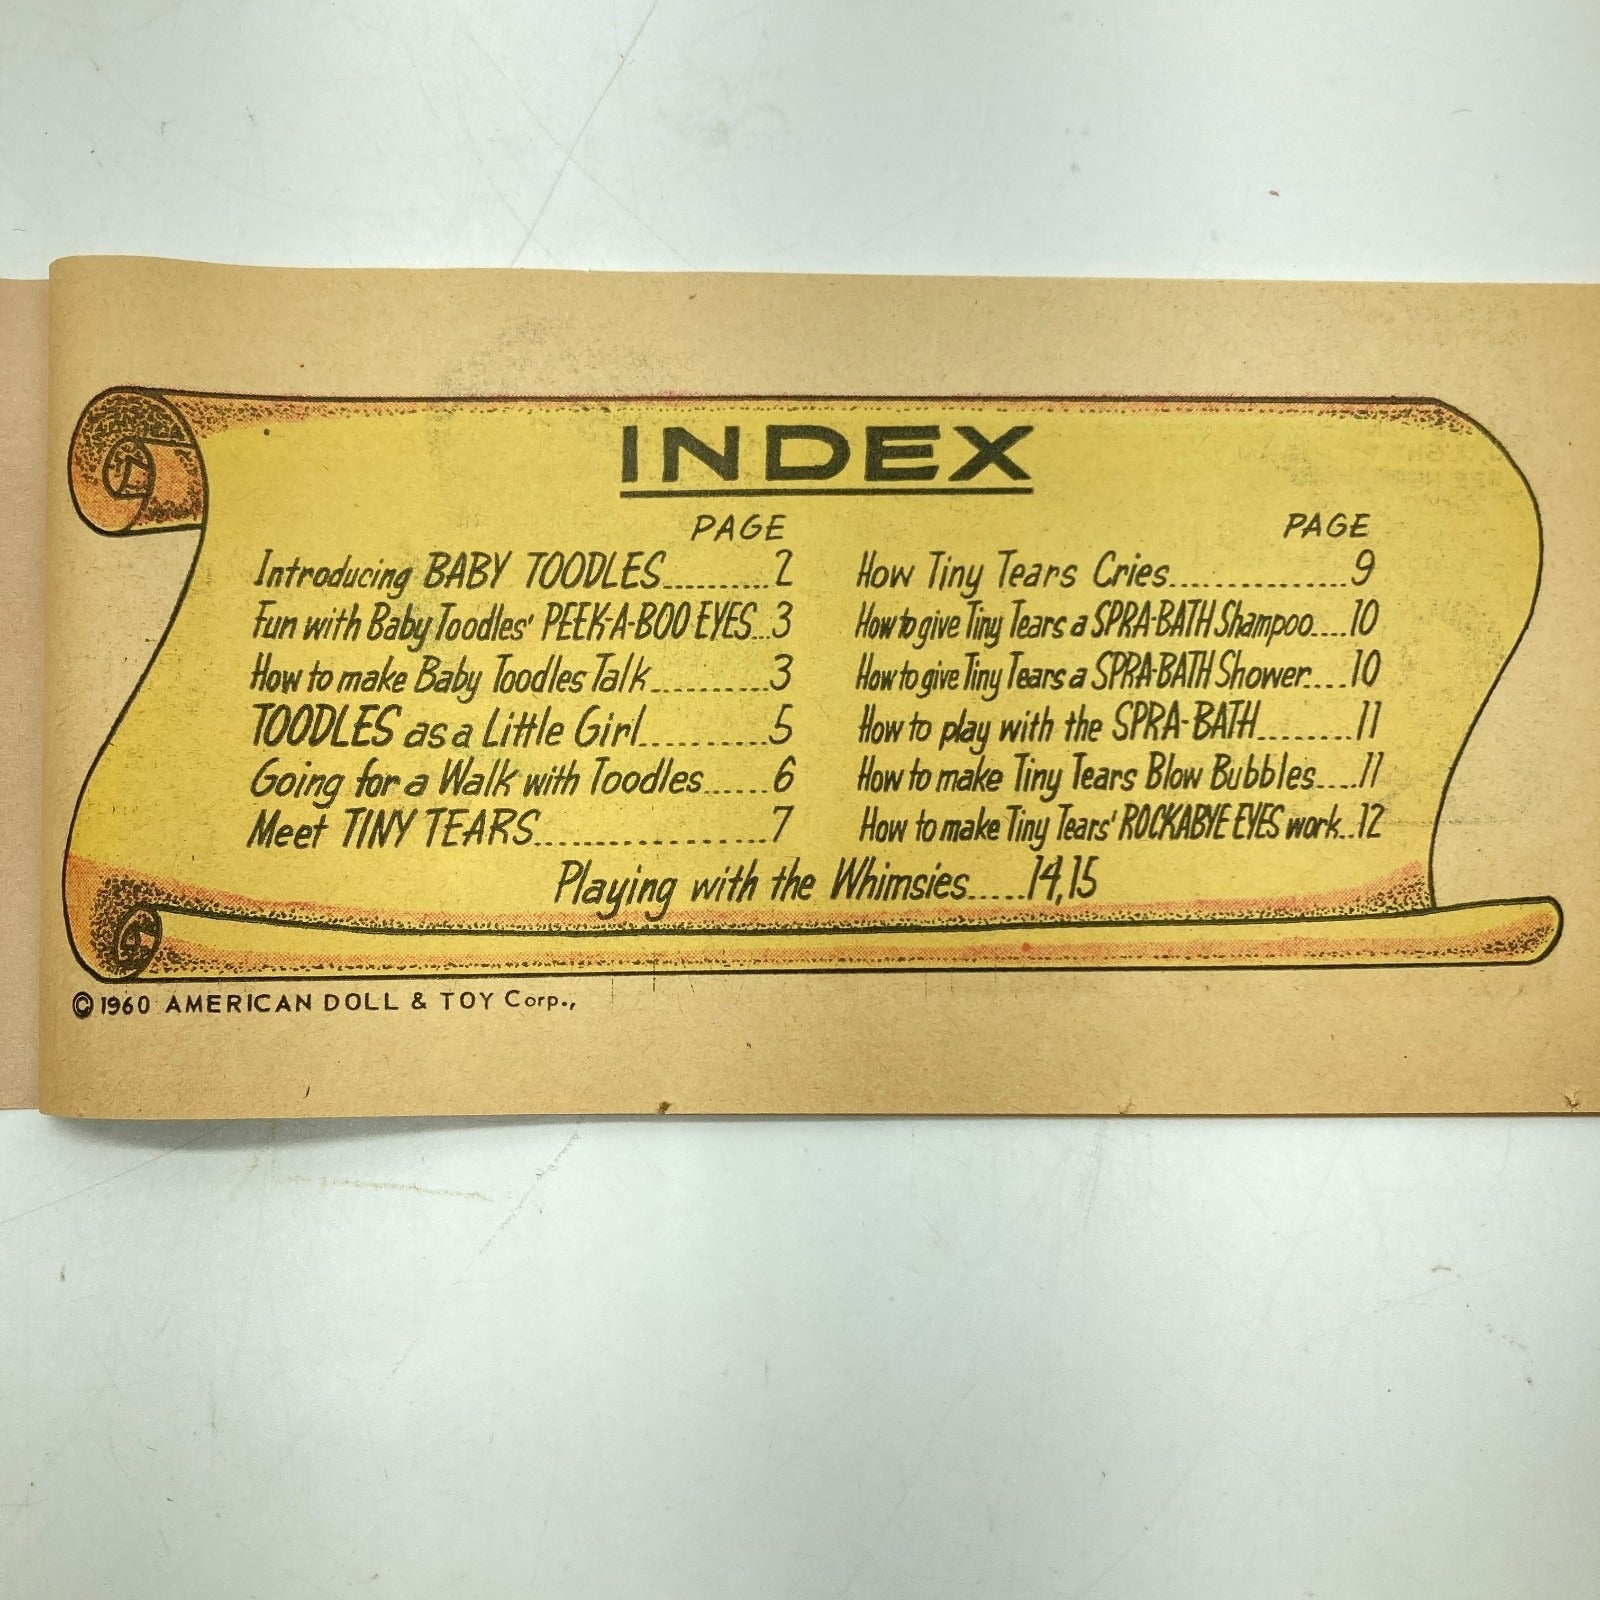 INDEX
PAGE
Introducing BABY TOODLES..........2
Fun with Baby Toodles' PEEK-A-BOO EYES...3
How to make Baby Toodles Talk..........3
TOODLES as a Little Girl..........5
Going for a Walk with Toodles......6
Meet TINY TEARS..................7
PAGE
How Tiny Tears Cries...............9
How to give Tiny Tears a SPRA-BATH Shampoo....10
How to give Tiny Tears a SPRA-BATH Shower....10
How to play with the SPRA-BATH........11
How to make Tiny Tears Blow Bubbles....11
How to make Tiny Tears' ROCKABYE EYES work..12
Playing with the Whimsies.....14,15
© 1960 AMERICAN DOLL & TOY Corp.,